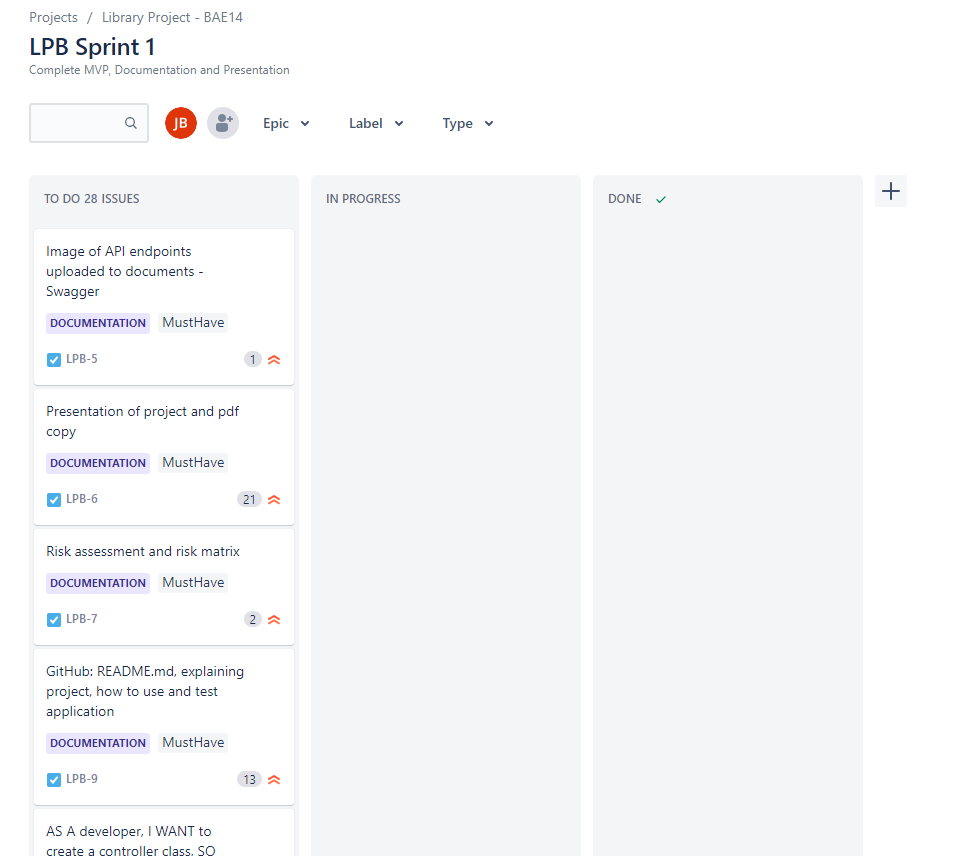 Projects / Library Project - BAE14
LPB Sprint 1
Complete MVP, Documentation and Presentation
JB
Epic
Label
Type
TO DO 28 ISSUES
Image of API endpoints
uploaded to documents -
Swagger
DOCUMENTATION MustHave
LPB-5 1
Presentation of project and pdf
copy
DOCUMENTATION MustHave
LPB-6 21
Risk assessment and risk matrix
DOCUMENTATION MustHave
LPB-7 2
GitHub: README.md, explaining
project, how to use and test
application
DOCUMENTATION MustHave
LPB-9 13
AS A developer, I WANT to
create a controller class, SO
IN PROGRESS
DONE